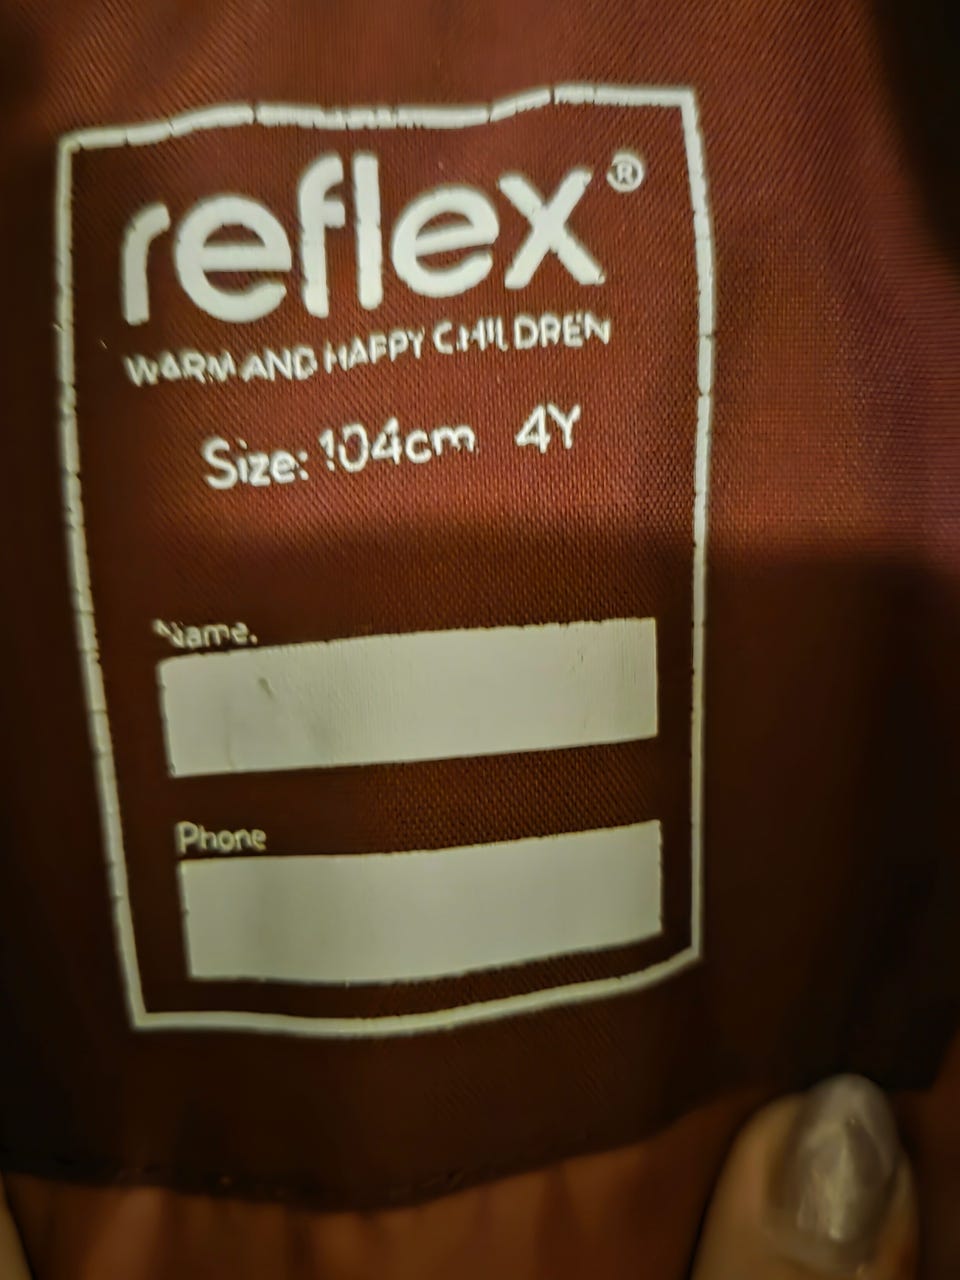 reflex®
WARM AND HAPPY CHILDREN
Size: 104cm 4Y
Name.
Phone